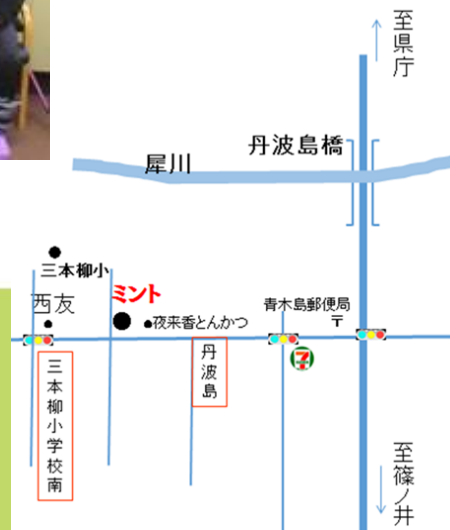 至県庁
丹波島橋
犀川
三本柳小
西友
ミント
夜来香とんかつ
青木島郵便局
〒
丹波島
7
三本柳小学校南
至篠ノ井